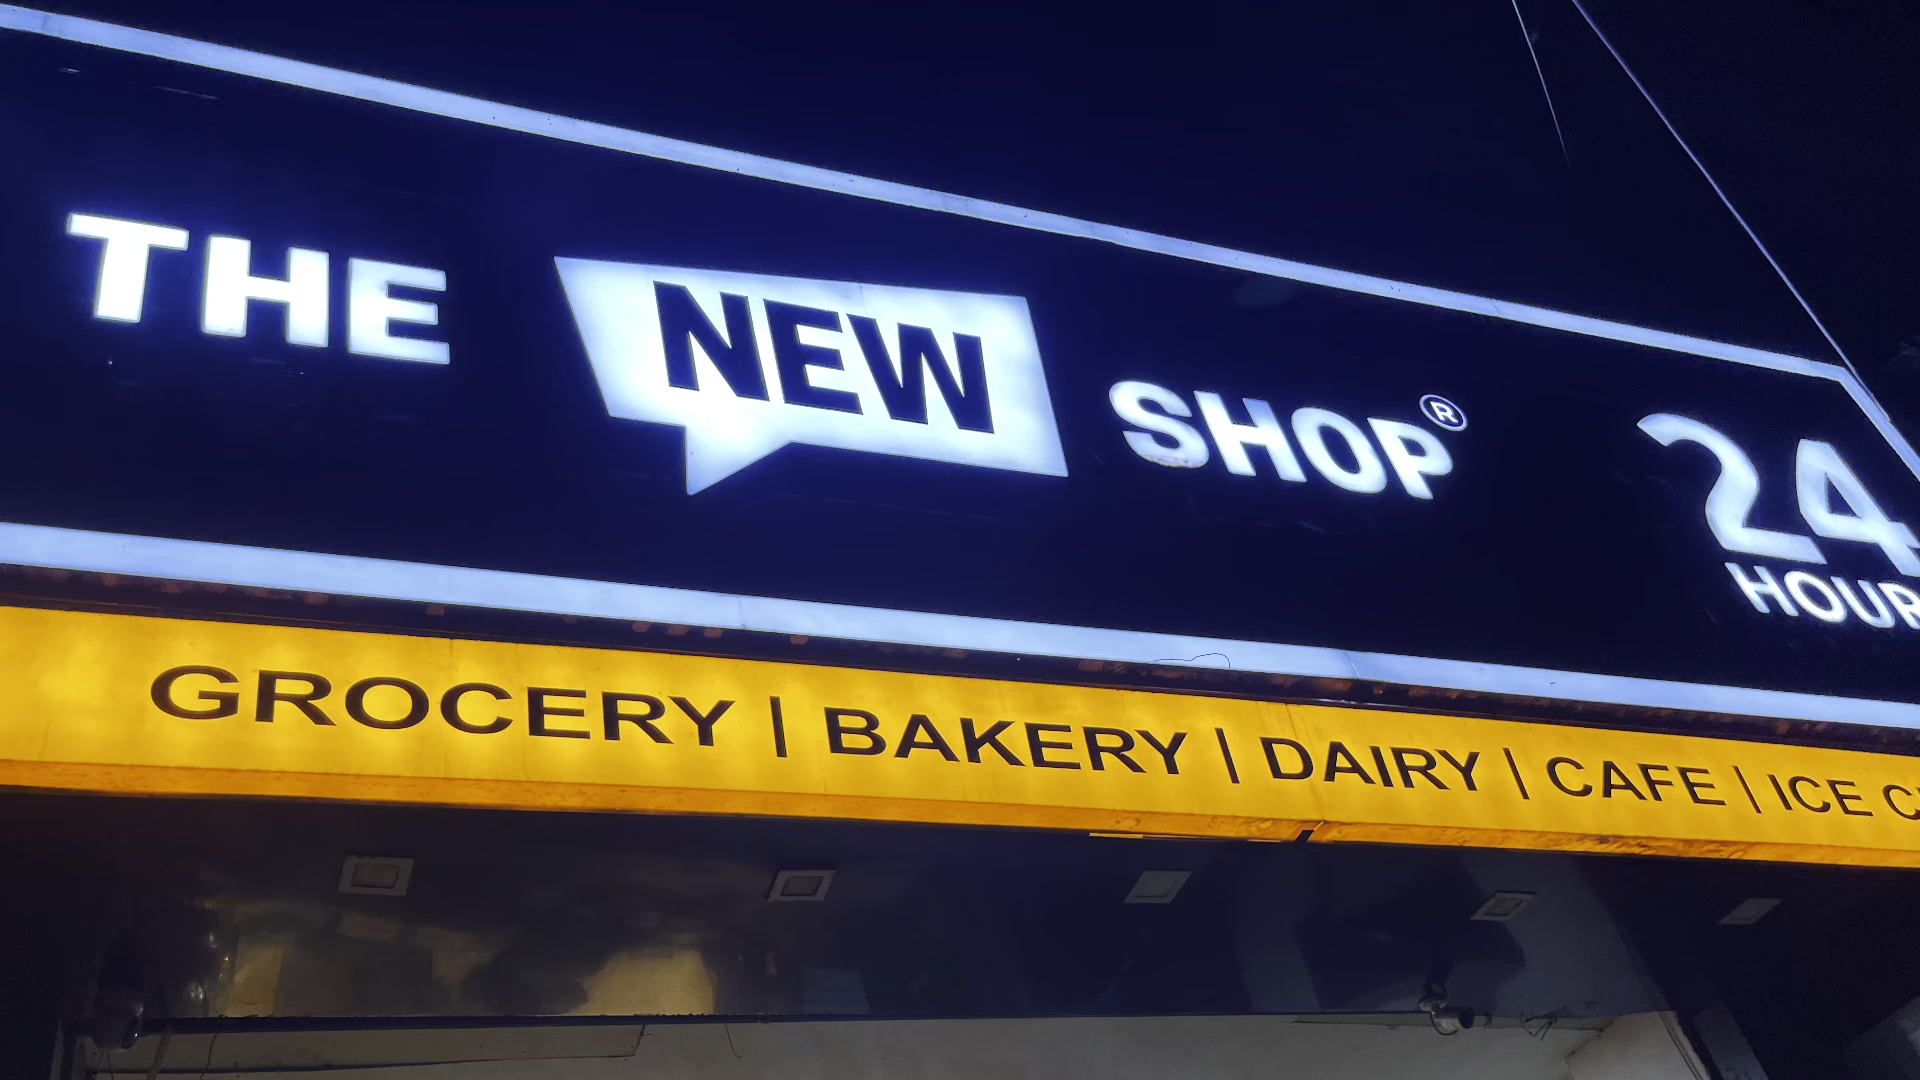 THE NEW SHOP®
24
HOUR
GROCERY | BAKERY | DAIRY | CAFE | ICE C